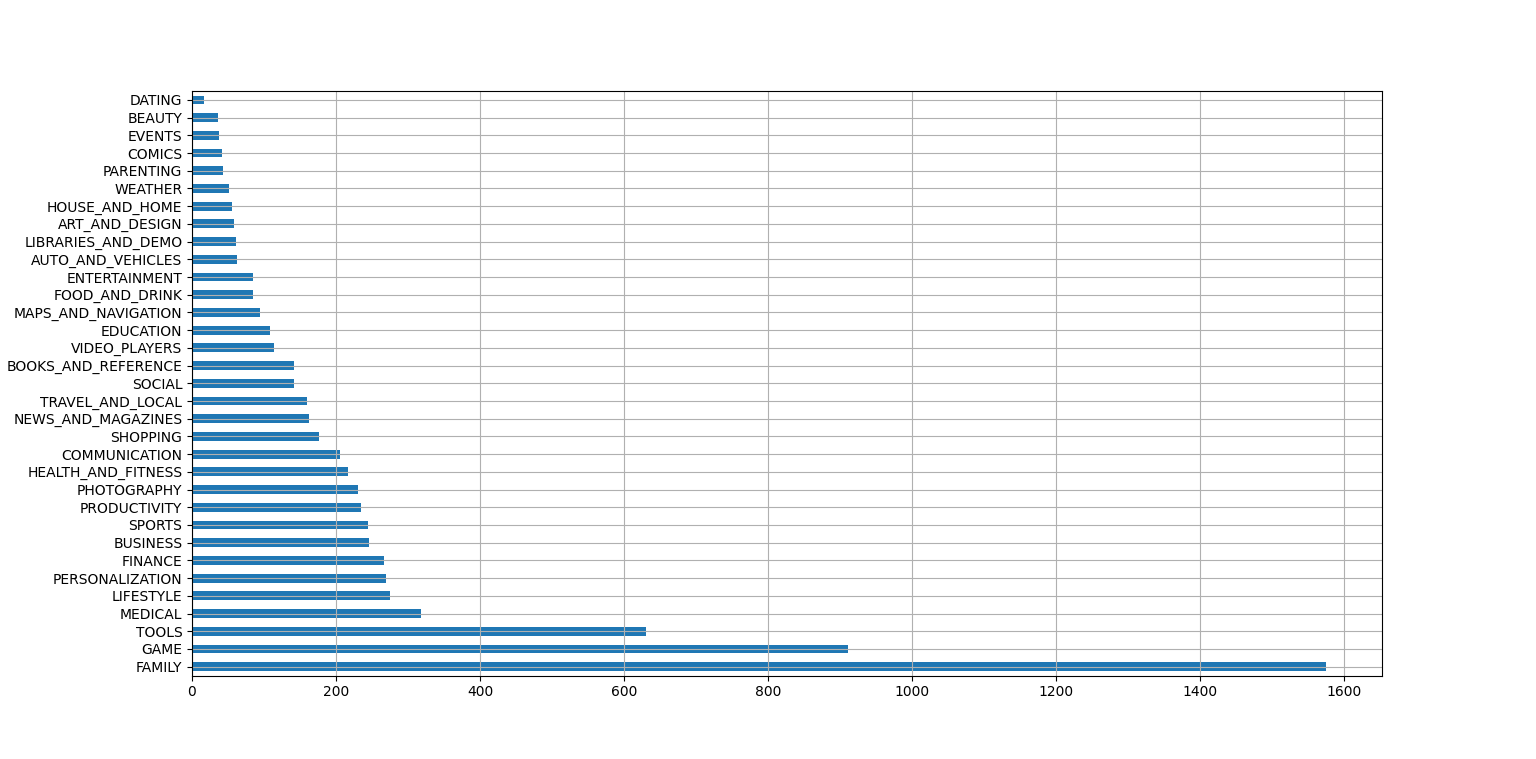 DATING
BEAUTY
EVENTS
COMICS
PARENTING
WEATHER
HOUSE_AND_HOME
ART_AND_DESIGN
LIBRARIES_AND_DEMO
AUTO_AND_VEHICLES
ENTERTAINMENT
FOOD_AND_DRINK
MAPS_AND_NAVIGATION
EDUCATION
VIDEO_PLAYERS
BOOKS_AND_REFERENCE
SOCIAL
TRAVEL_AND_LOCAL
NEWS_AND_MAGAZINES
SHOPPING
COMMUNICATION
HEALTH_AND_FITNESS
PHOTOGRAPHY
PRODUCTIVITY
SPORTS
BUSINESS
FINANCE
PERSONALIZATION
LIFESTYLE
MEDICAL
TOOLS
GAME
FAMILY
0 200 400 600 800 1000 1200 1400 1600